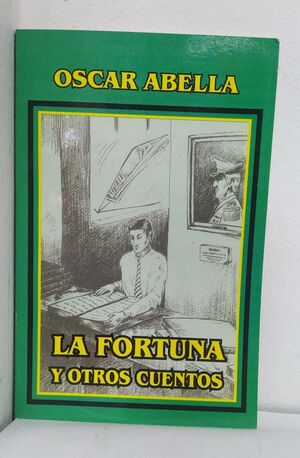 OSCAR ABELLA
LA FORTUNA
Y OTROS CUENTOS